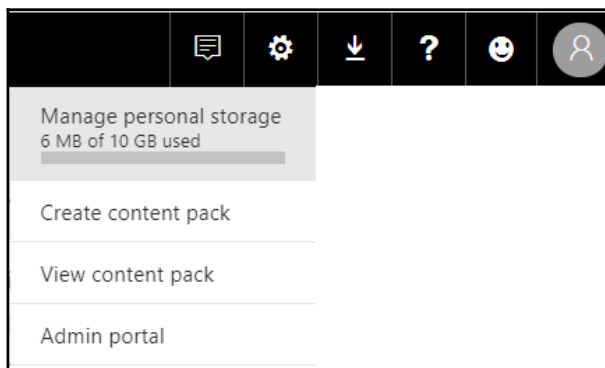 ?
Manage personal storage
6 MB of 10 GB used
Create content pack
View content pack
Admin portal